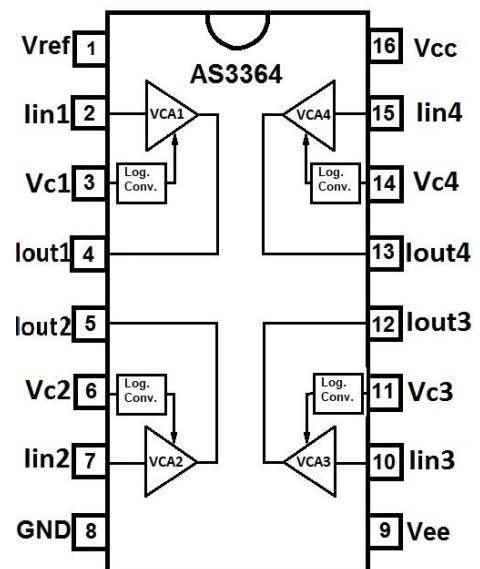 AS3364
Vref 1
Iin1 2
Vc1 3
Iout1 4
Iout2 5
Vc2 6
Iin2 7
GND 8
16 Vcc
15 Iin4
14 Vc4
13 Iout4
12 Iout3
11 Vc3
10 Iin3
9 Vee
VCA1
Log.
Conv.
VCA4
Log.
Conv.
Log.
Conv.
VCA2
Log.
Conv.
VCA3